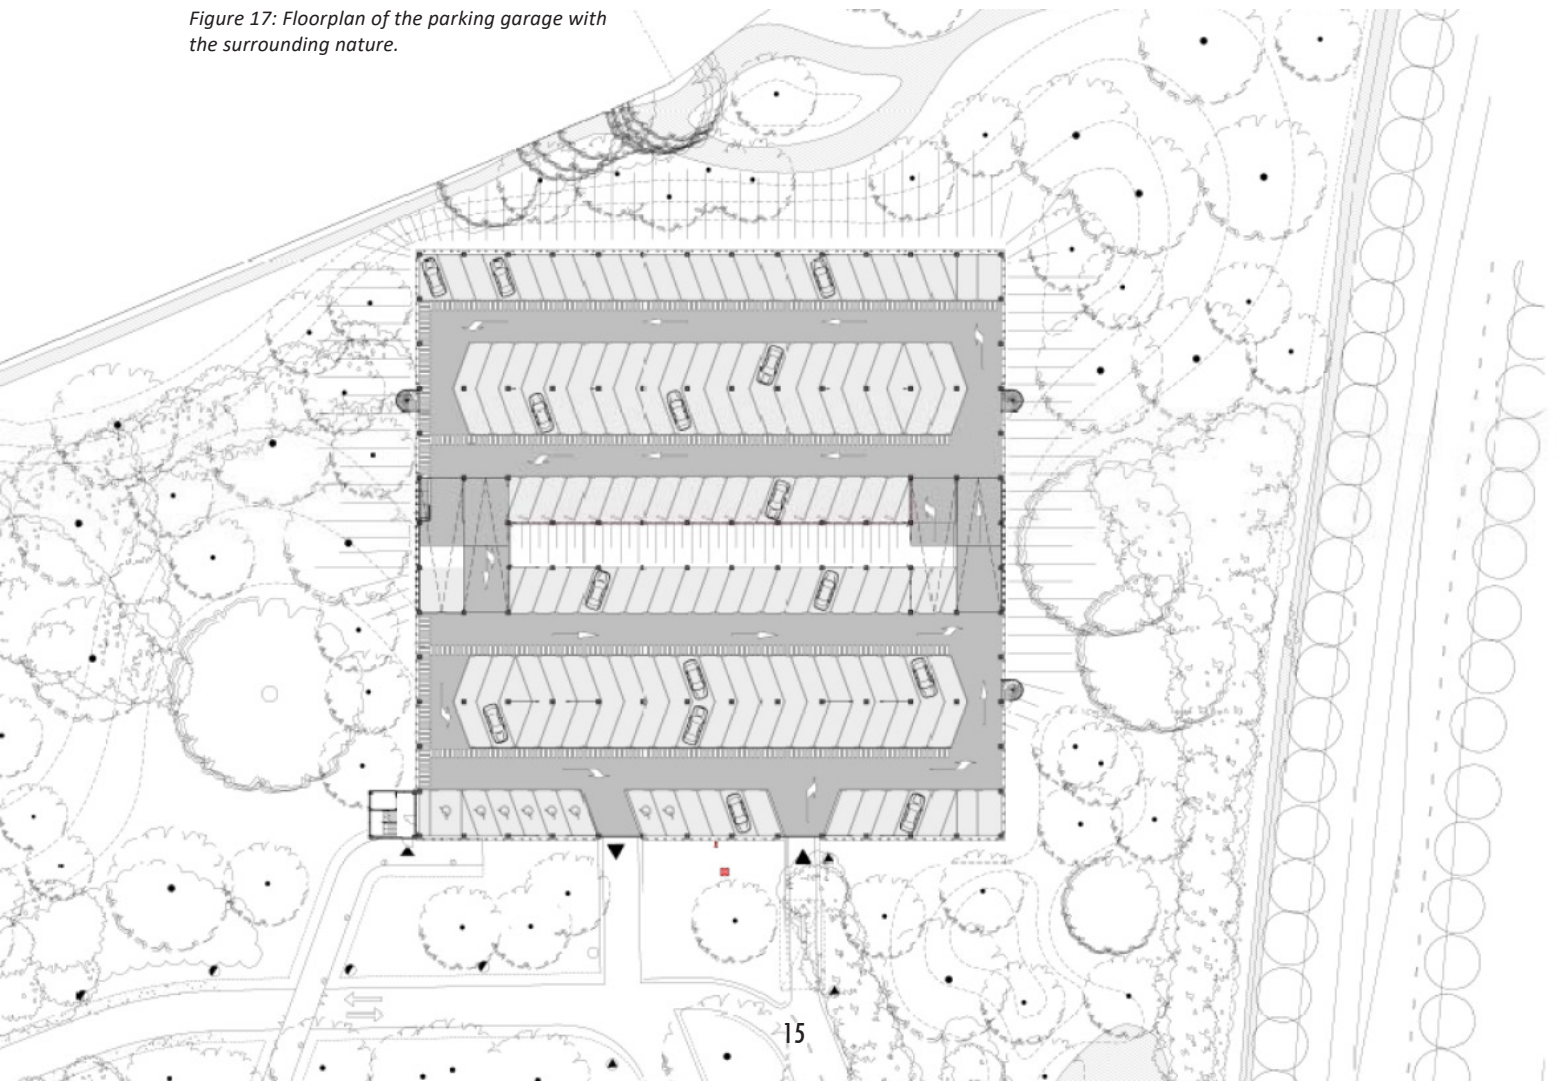 Figure 17: Floorplan of the parking garage with
the surrounding nature.
15